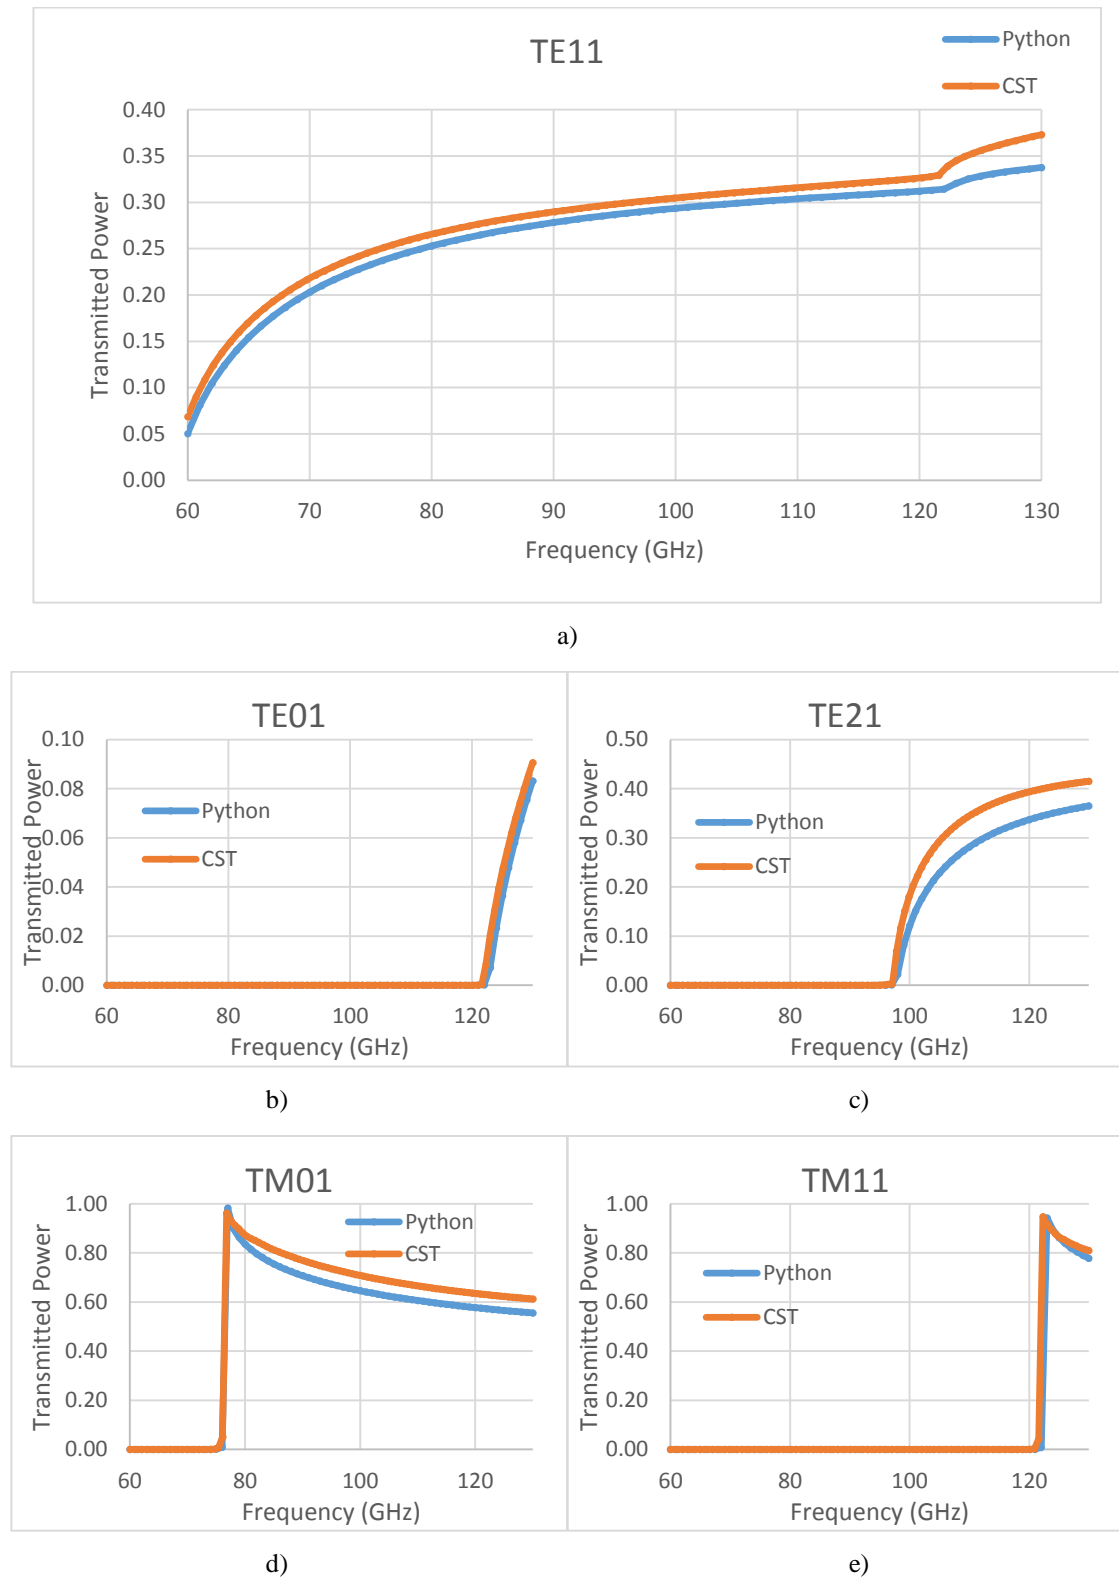 TE11
Python
CST
Transmitted Power
0.40
0.35
0.30
0.25
0.20
0.15
0.10
0.05
0.00
60 70 80 90 100 110 120 130
Frequency (GHz)
a)
TE01
Transmitted Power
0.10
0.08
0.06
0.04
0.02
0.00
Python
CST
60 80 100 120
Frequency (GHz)
b)
TE21
Transmitted Power
0.50
0.40
0.30
0.20
0.10
0.00
Python
CST
60 80 100 120
Frequency (GHz)
c)
TM01
Transmitted Power
1.00
0.80
0.60
0.40
0.20
0.00
Python
CST
60 80 100 120
Frequency (GHz)
d)
TM11
Transmitted Power
1.00
0.80
0.60
0.40
0.20
0.00
Python
CST
60 80 100 120
Frequency (GHz)
e)